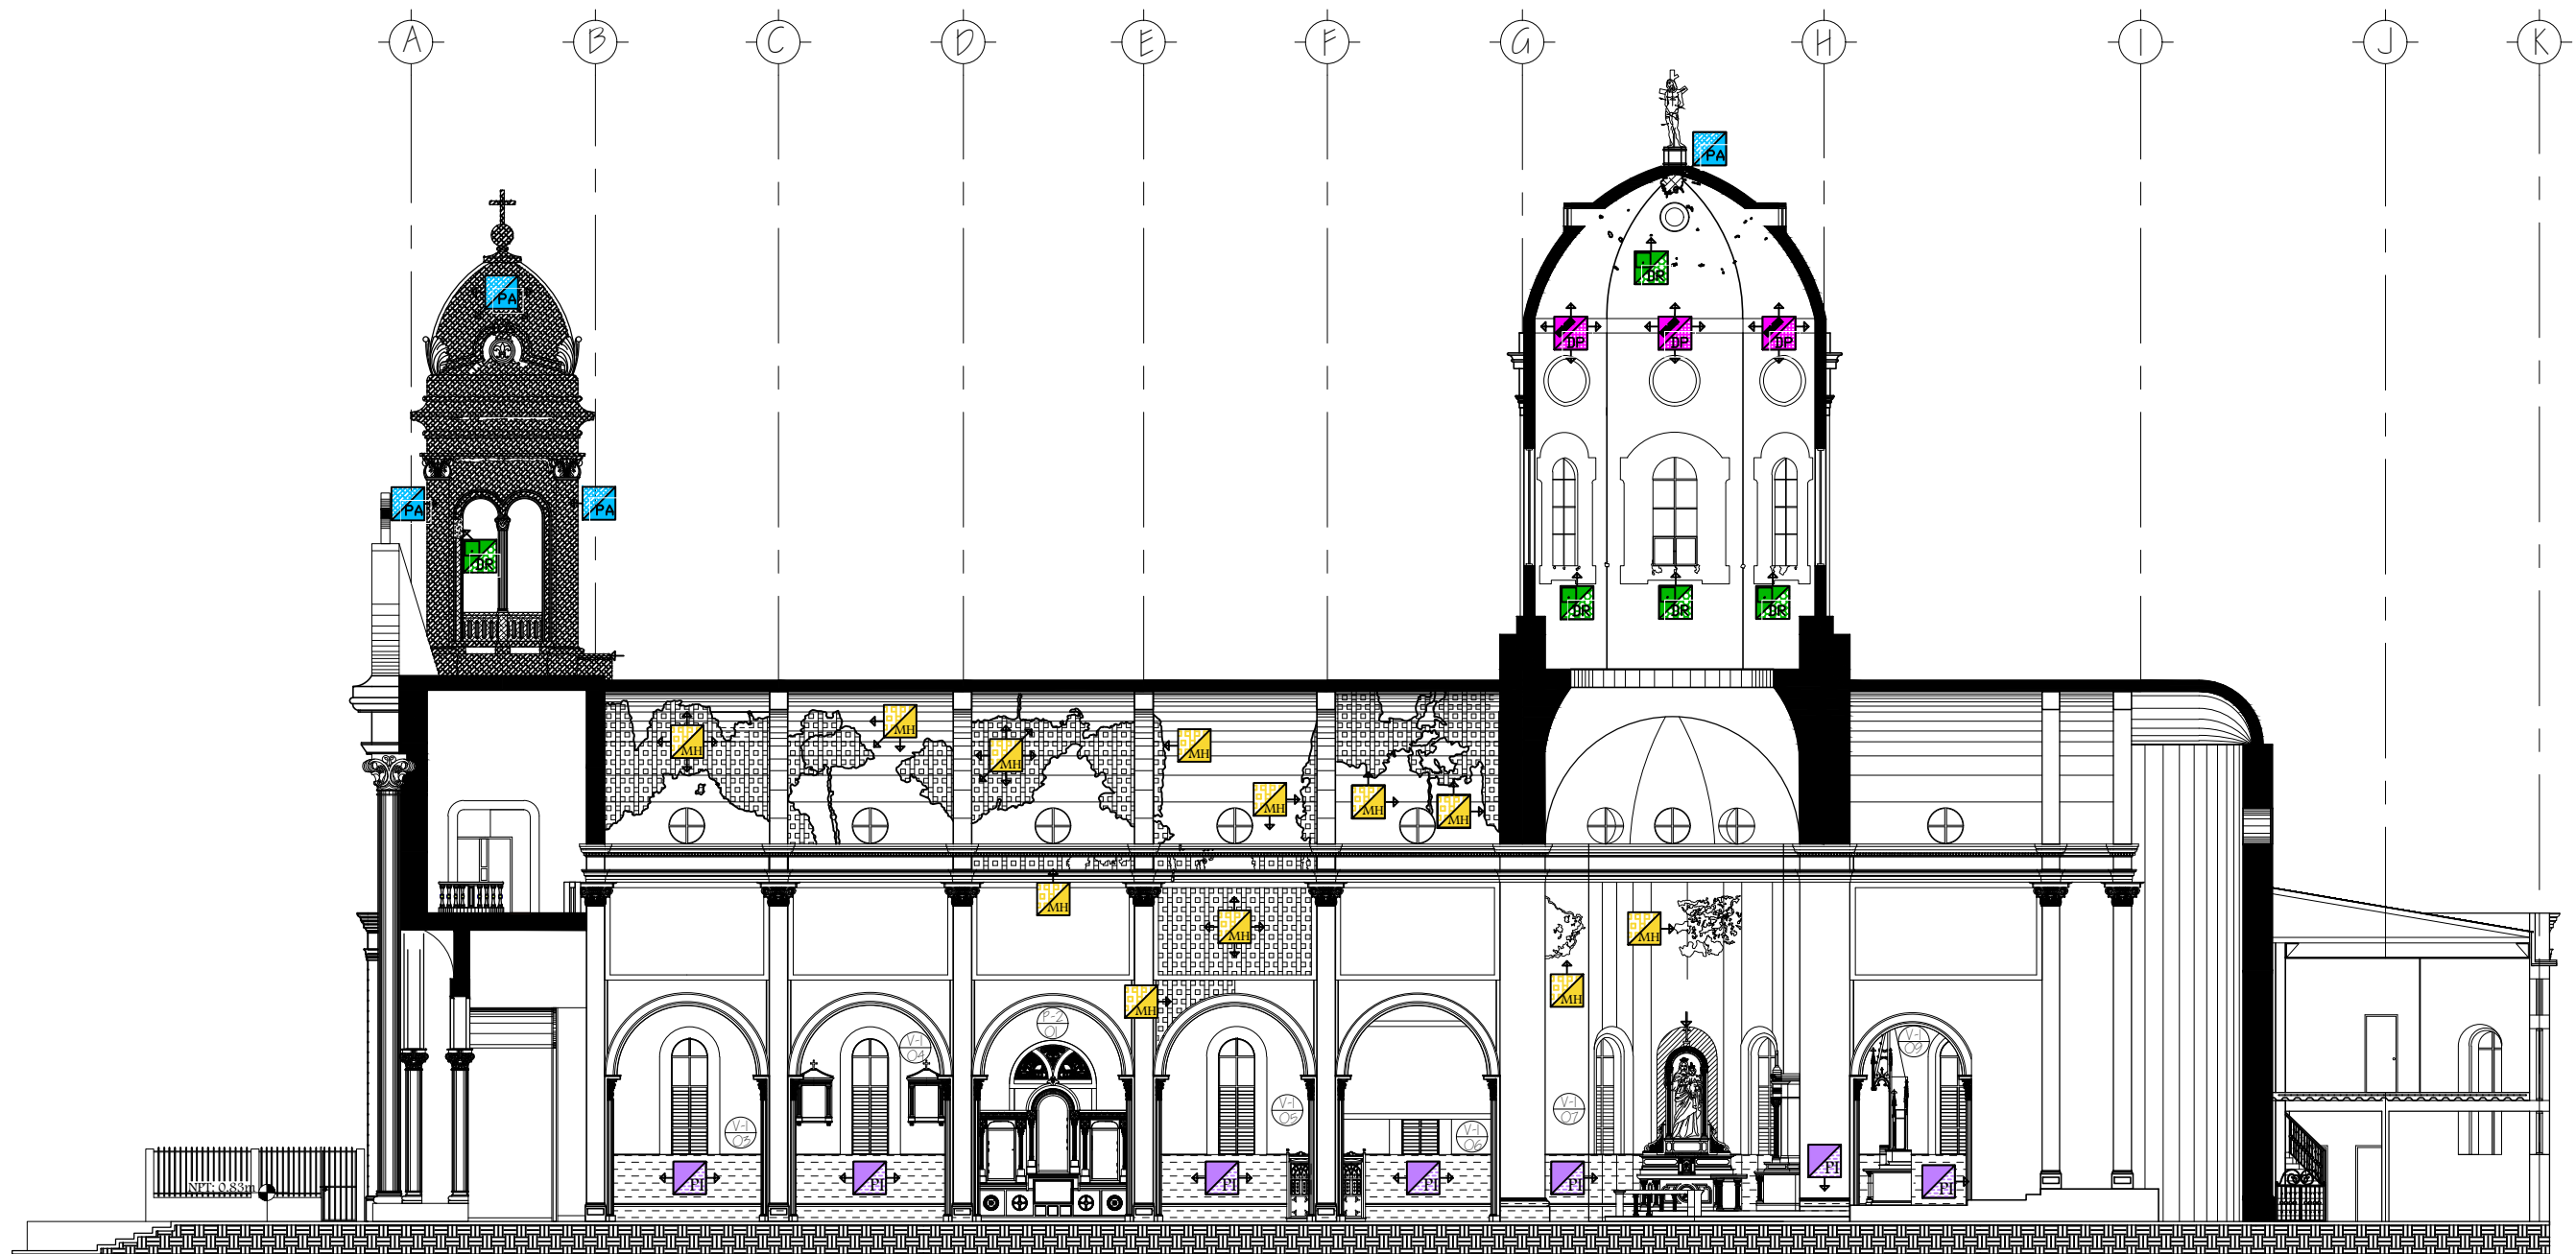 A B C D E F G H I J K
PA
PA
DR
DP DP DP
PA PA
DR
DR DR DR
MH MH MH MH
MH MH MH
MH MH MH
MH MH
P-2
01
V-1
04
V-1
09
V-1
05
V-1
07
V-1
03
V-1
06
PI PI PI PI PI PI PI
NPT: 0.83m